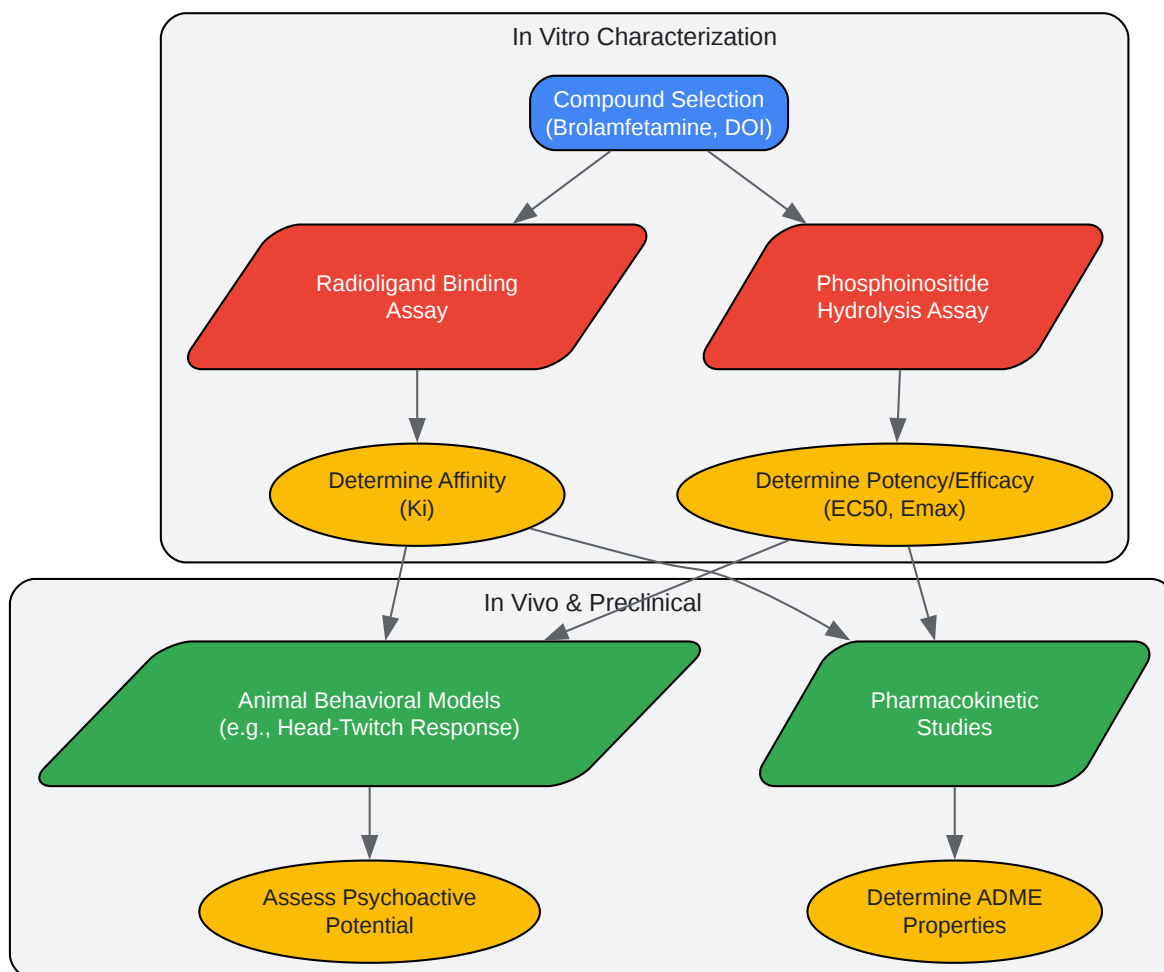 In Vitro Characterization
Compound Selection
(Brolamfetamine, DOI)
Radioligand Binding
Assay
Phosphoinositide
Hydrolysis Assay
Determine Affinity
(Ki)
Determine Potency/Efficacy
(EC50, Emax)
In Vivo & Preclinical
Animal Behavioral Models
(e.g., Head-Twitch Response)
Pharmacokinetic
Studies
Assess Psychoactive
Potential
Determine ADME
Properties